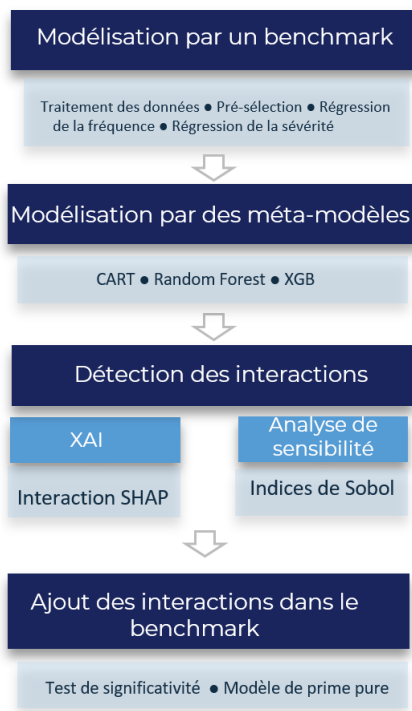 Modélisation par un benchmark
Traitement des données ● Pré-sélection ● Régression
de la fréquence ● Régression de la sévérité
Modélisation par des méta-modèles
CART ● Random Forest ● XGB
Détection des interactions
XAI
Interaction SHAP
Analyse de
sensibilité
Indices de Sobol
Ajout des interactions dans le
benchmark
Test de significativité ● Modèle de prime pure